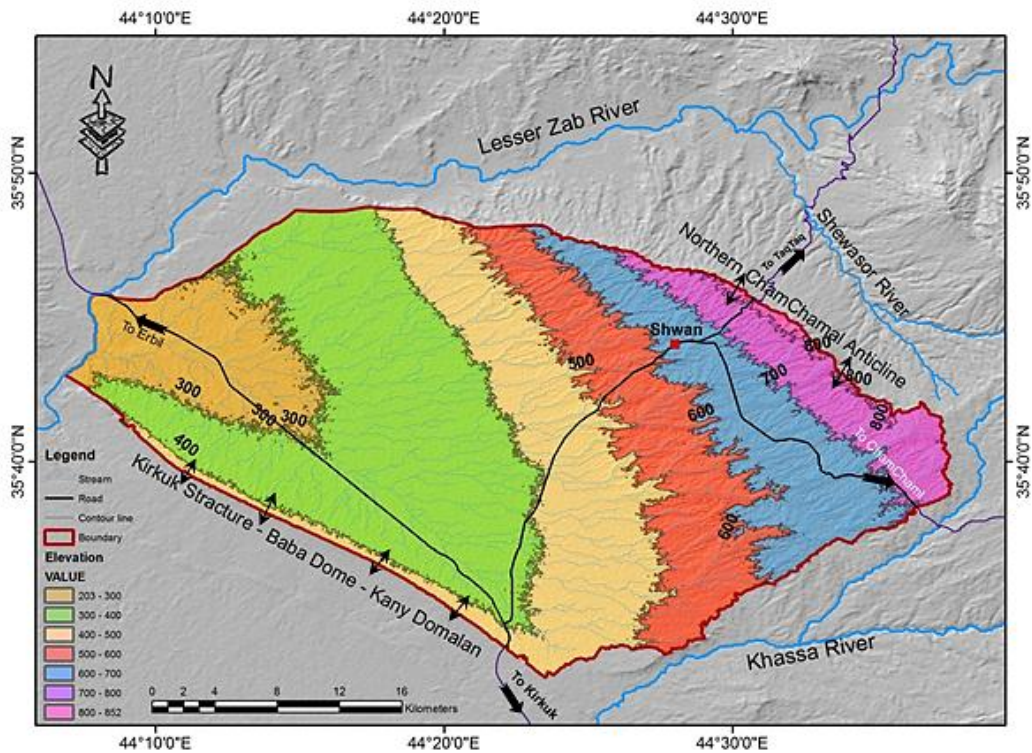 44°10'0"E
44°20'0"E
44°30'0"E
N
Lesser Zab River
35°50'0"N
35°50'0"N
Shewasor River
To TaqTaq
Northern ChamChamal Anticline
To Erbil
Shwan
500
800
800
700
300
300
300
600
800
400
35°40'0"N
35°40'0"N
To ChamChaml
Kirkuk Stracture - Baba Dome - Kany Domalan
600
Legend
Stream
Road
Contour line
Boundary
Elevation
VALUE
203 - 300
300 - 400
400 - 500
500 - 600
600 - 700
700 - 800
800 - 852
0 2 4 8 12 16
Kilometers
To Kirkuk
Khassa River
44°10'0"E
44°20'0"E
44°30'0"E